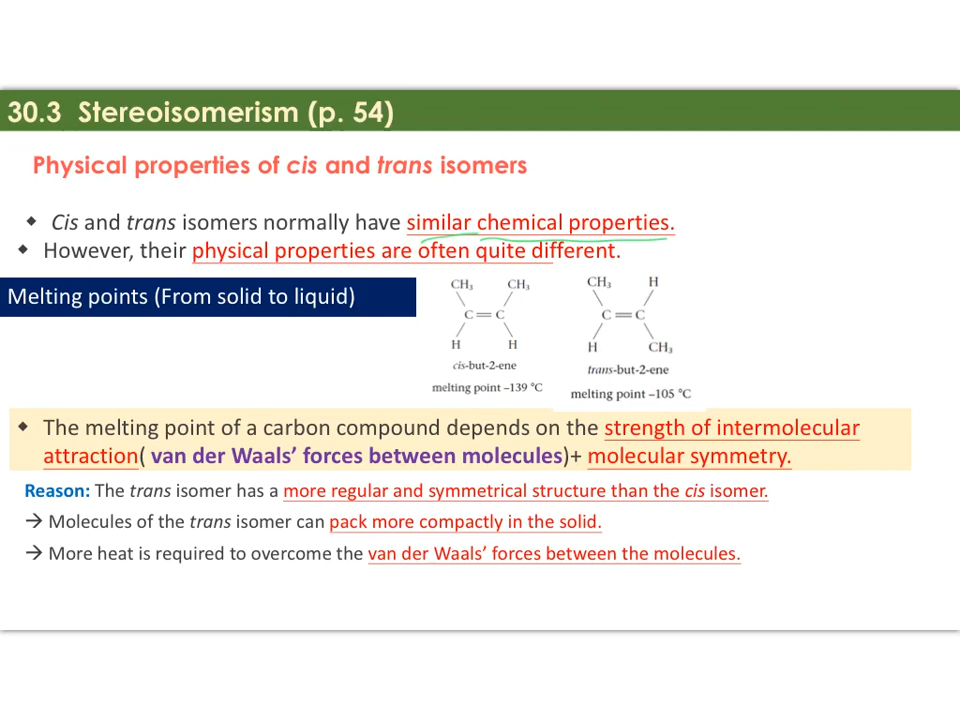 30.3 Stereoisomerism (p. 54)
Physical properties of cis and trans isomers
◆ Cis and trans isomers normally have similar chemical properties.
◆ However, their physical properties are often quite different.
Melting points (From solid to liquid)
CH₃ CH₃
C=C
H H
cis-but-2-ene
melting point –139 °C
CH₃ H
C=C
H CH₃
trans-but-2-ene
melting point –105 °C
◆ The melting point of a carbon compound depends on the strength of intermolecular
attraction( van der Waals’ forces between molecules)+ molecular symmetry.
Reason: The trans isomer has a more regular and symmetrical structure than the cis isomer.
→ Molecules of the trans isomer can pack more compactly in the solid.
→ More heat is required to overcome the van der Waals’ forces between the molecules.